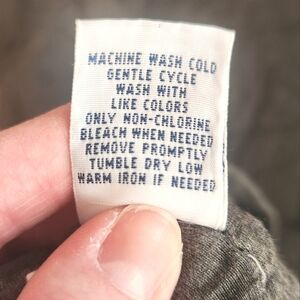 MACHINE WASH COLD
GENTLE CYCLE
WASH WITH
LIKE COLORS
ONLY NON-CHLORINE
BLEACH WHEN NEEDED
REMOVE PROMPTLY
TUMBLE DRY LOW
WARM IRON IF NEEDED